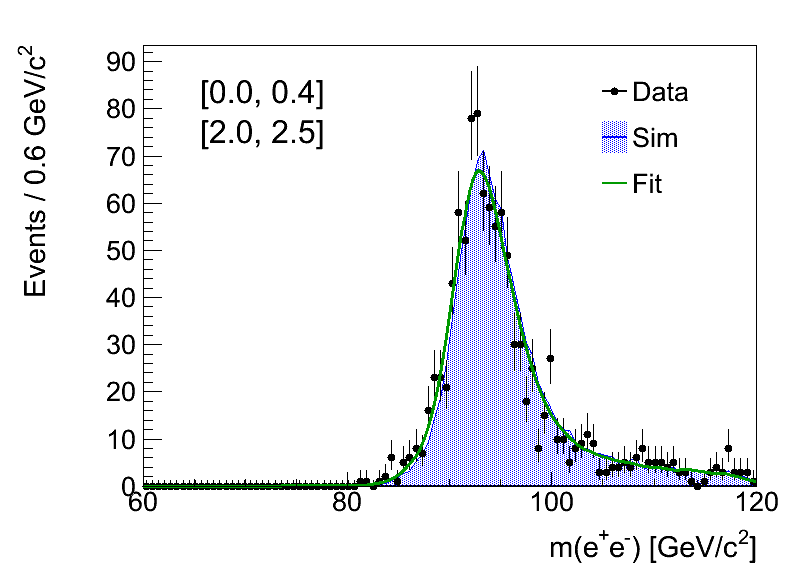 Events / 0.6 GeV/c²
90
80
70
60
50
40
30
20
10
0
[0.0, 0.4]
[2.0, 2.5]
Data
Sim
Fit
60 80 100 120
m(e⁺e⁻) [GeV/c²]